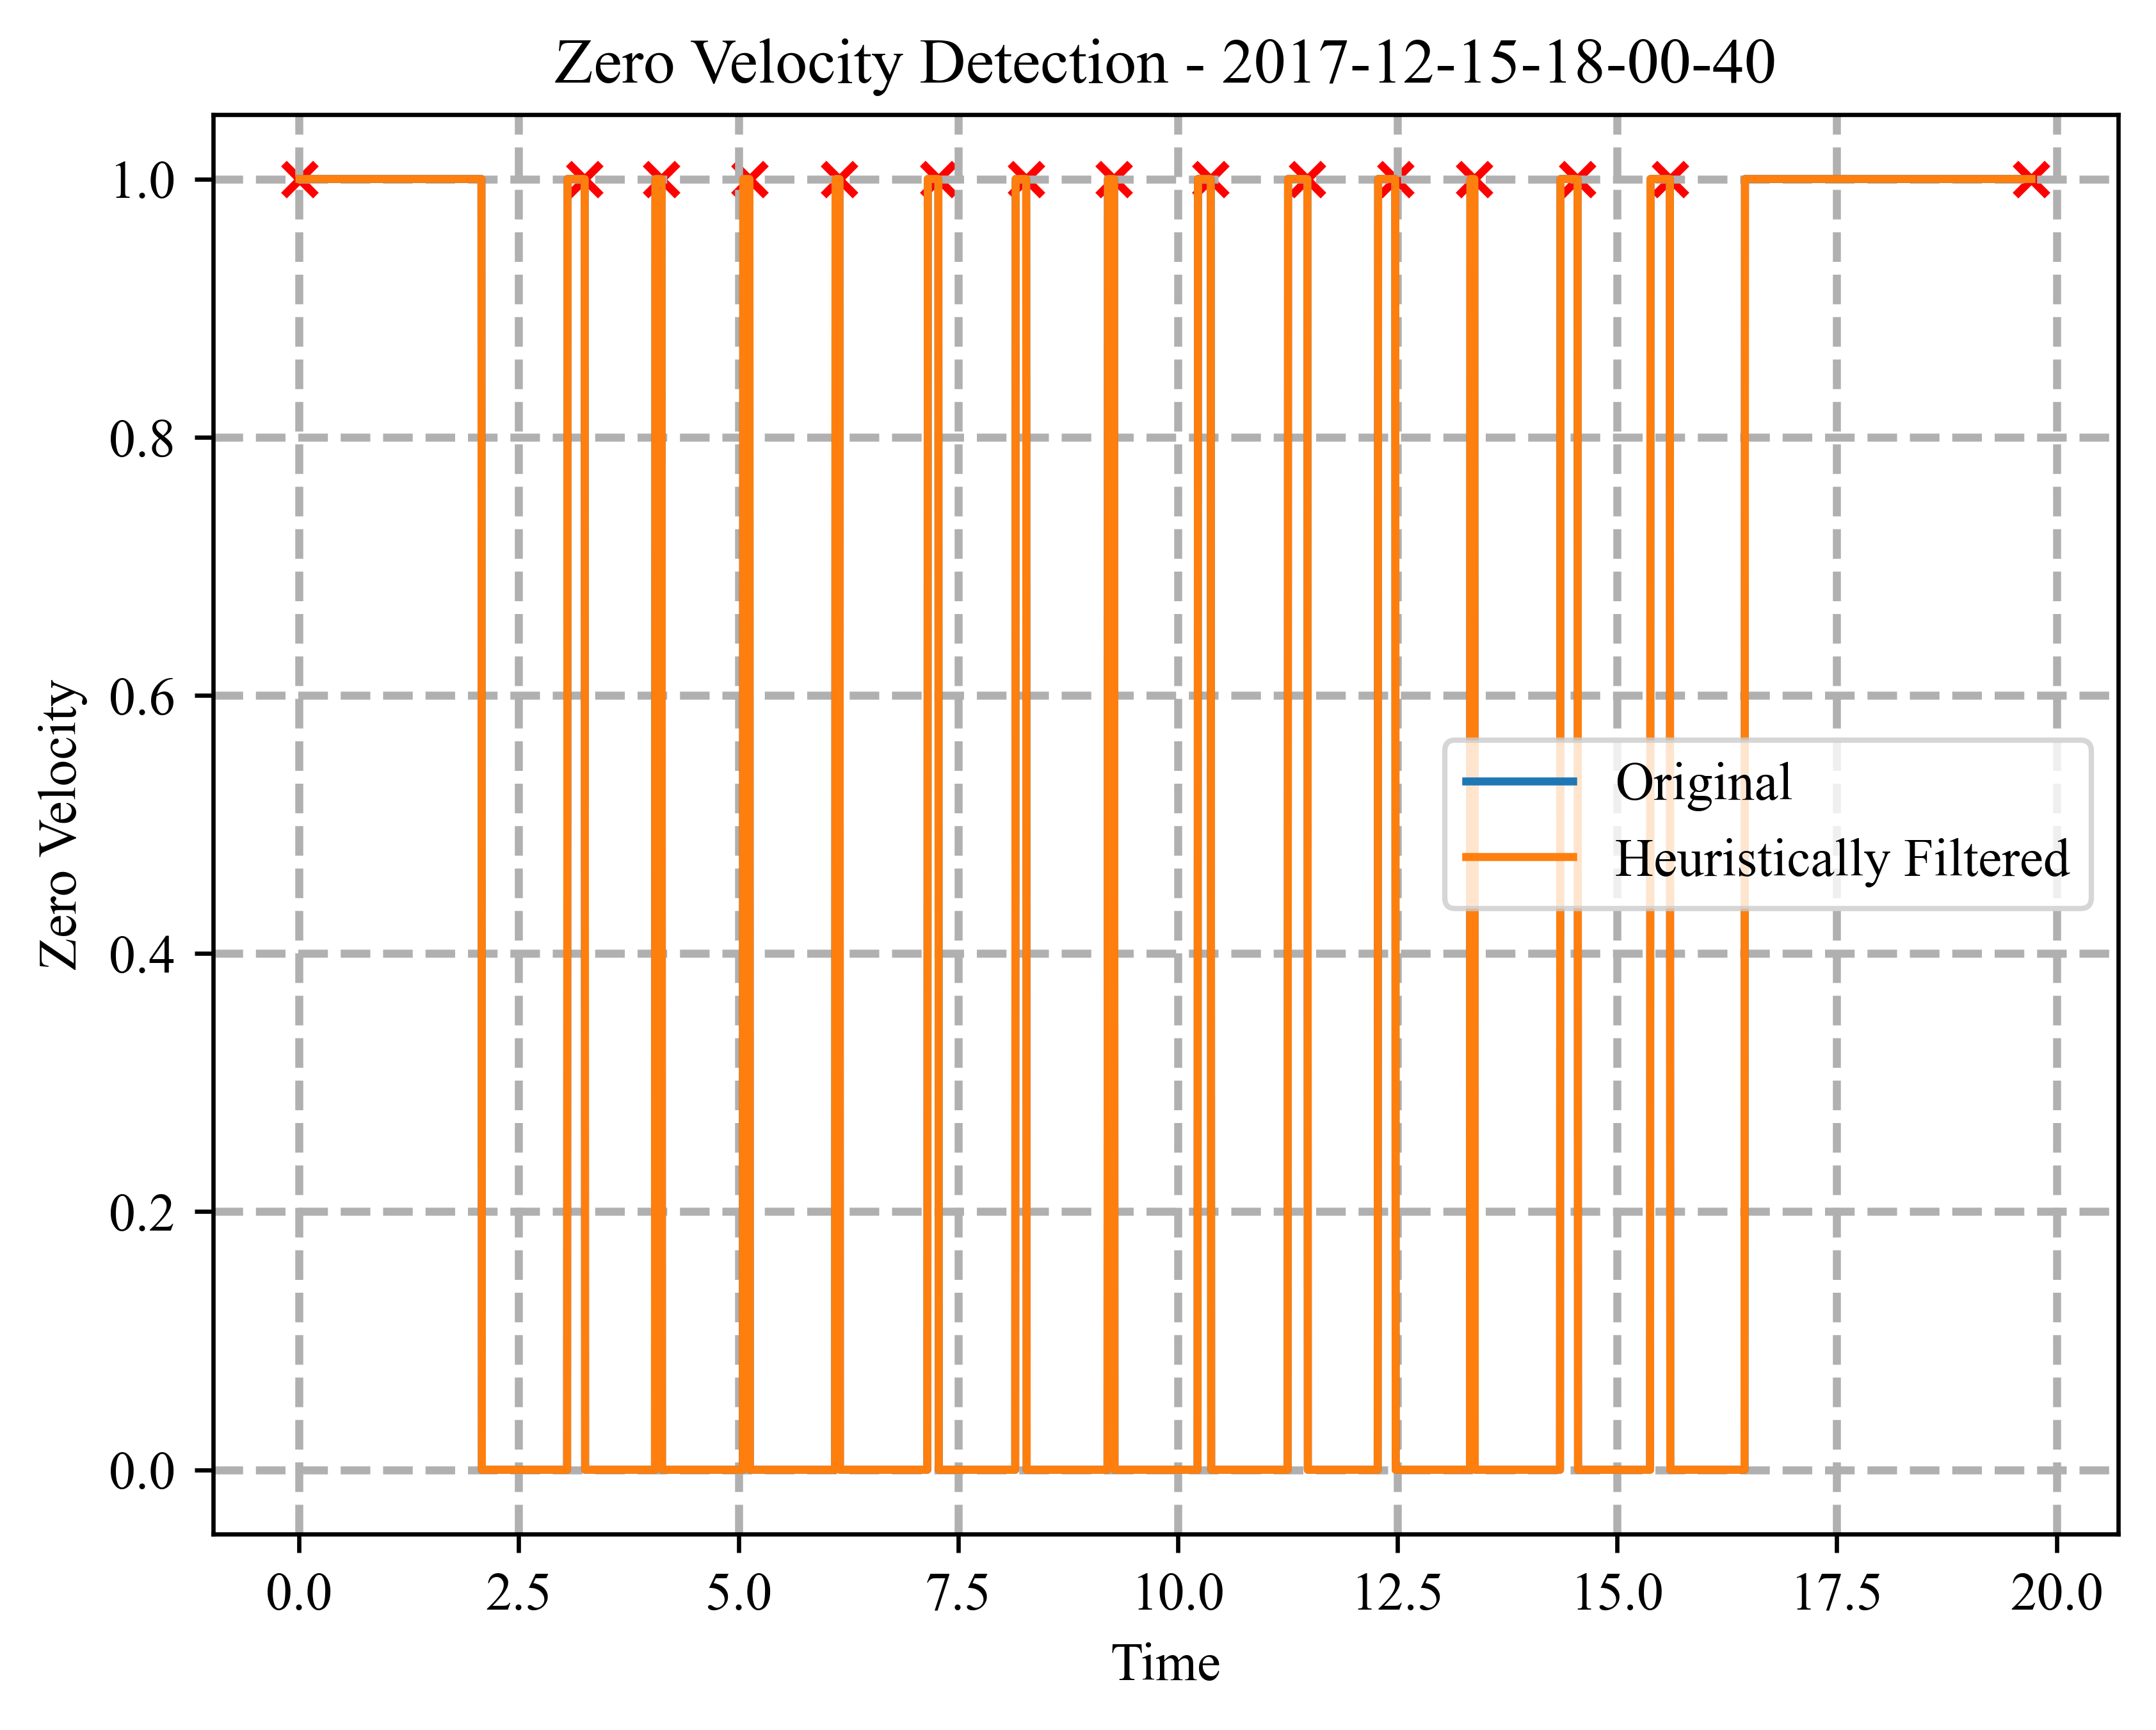 Zero Velocity Detection - 2017-12-15-18-00-40
1.0
0.8
0.6
0.4
0.2
0.0
Zero Velocity
Original
Heuristically Filtered
0.0 2.5 5.0 7.5 10.0 12.5 15.0 17.5 20.0
Time